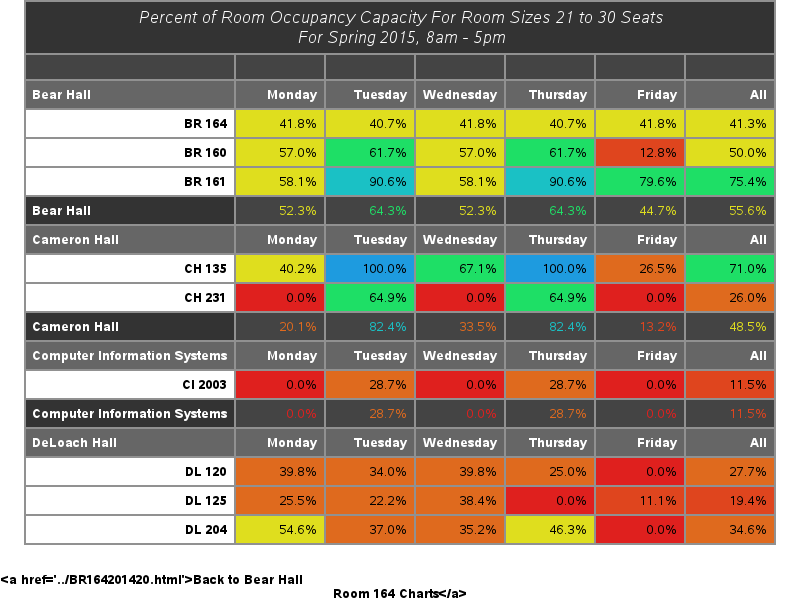 Percent of Room Occupancy Capacity For Room Sizes 21 to 30 Seats
For Spring 2015, 8am - 5pm
Bear Hall Monday Tuesday Wednesday Thursday Friday All
BR 164 41.8% 40.7% 41.8% 40.7% 41.8% 41.3%
BR 160 57.0% 61.7% 57.0% 61.7% 12.8% 50.0%
BR 161 58.1% 90.6% 58.1% 90.6% 79.6% 75.4%
Bear Hall 52.3% 64.3% 52.3% 64.3% 44.7% 55.6%
Cameron Hall Monday Tuesday Wednesday Thursday Friday All
CH 135 40.2% 100.0% 67.1% 100.0% 26.5% 71.0%
CH 231 0.0% 64.9% 0.0% 64.9% 0.0% 26.0%
Cameron Hall 20.1% 82.4% 33.5% 82.4% 13.2% 48.5%
Computer Information Systems Monday Tuesday Wednesday Thursday Friday All
CI 2003 0.0% 28.7% 0.0% 28.7% 0.0% 11.5%
Computer Information Systems 0.0% 28.7% 0.0% 28.7% 0.0% 11.5%
DeLoach Hall Monday Tuesday Wednesday Thursday Friday All
DL 120 39.8% 34.0% 39.8% 25.0% 0.0% 27.7%
DL 125 25.5% 22.2% 38.4% 0.0% 11.1% 19.4%
DL 204 54.6% 37.0% 35.2% 46.3% 0.0% 34.6%
<a href='../BR164201420.html'>Back to Bear Hall
Room 164 Charts</a>